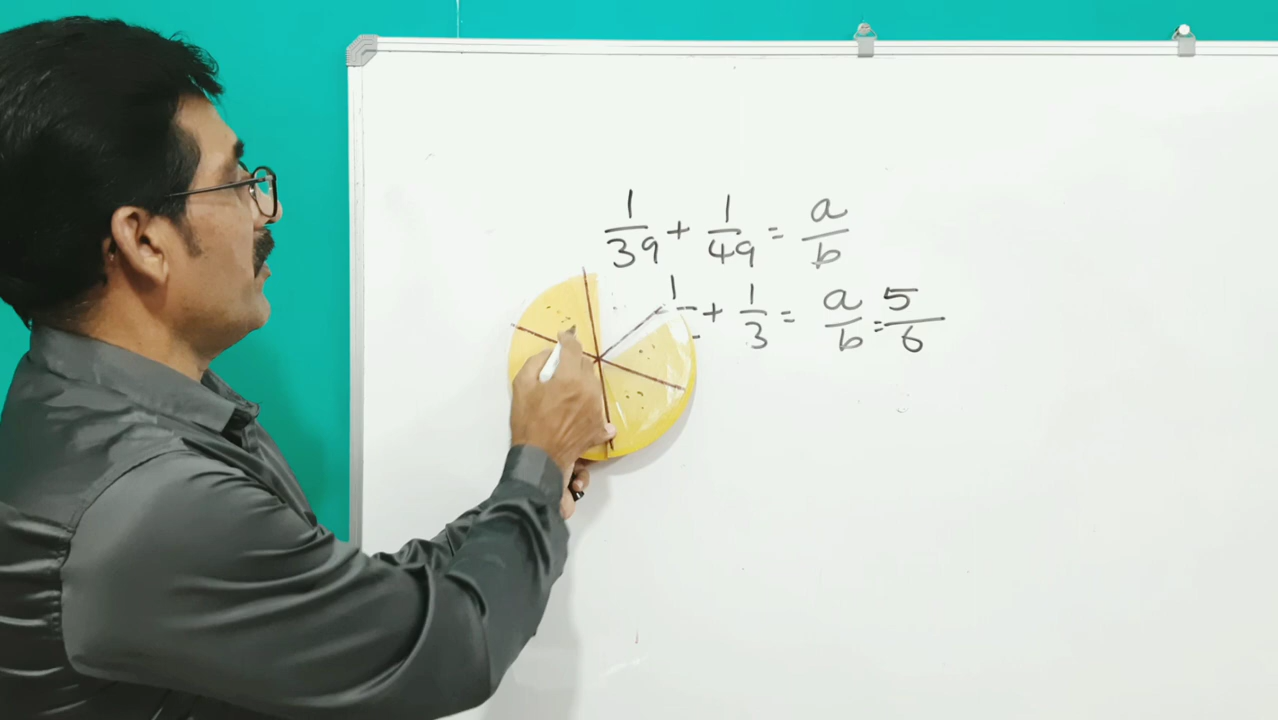 1/39 + 1/49 = a/b
1/ + 1/3 = a/b = 5/6